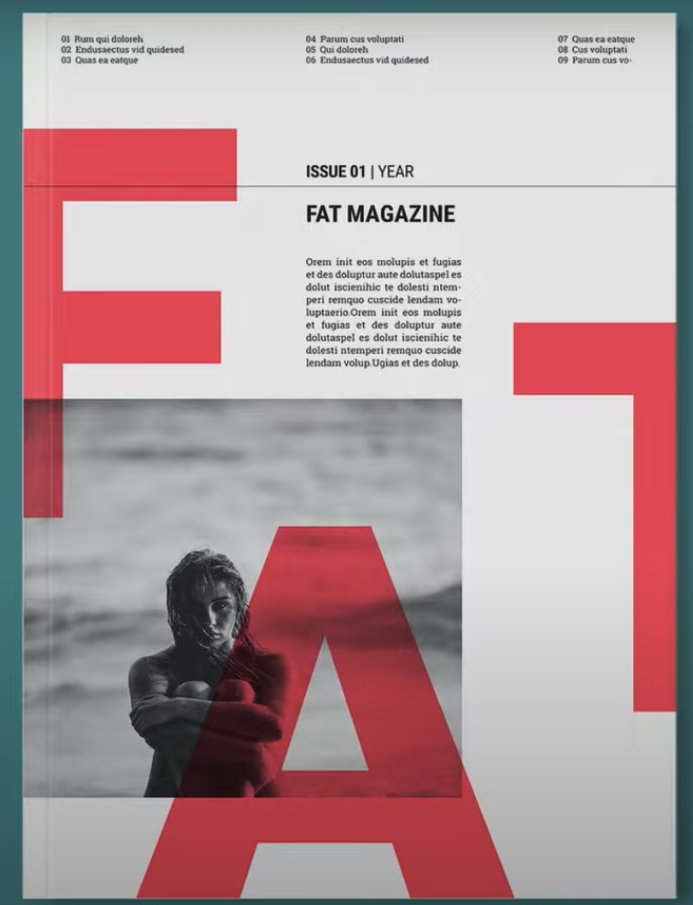 01 Rum qui doloreh
02 Endusaectus vid quidesed
03 Quas ea eatque
04 Parum cus voluptati
05 Qui doloreh
06 Endusaectus vid quidesed
07 Quas ea eatque
08 Cus voluptati
09 Parum cus vo-
ISSUE 01 | YEAR
FAT MAGAZINE
Orem init eos molupis et fugias
et des doluptur aute dolutaspel es
dolut iscienihic te dolesti ntem-
peri remquo cuscide lendam vo-
luptaerio.Orem init eos molupis
et fugias et des doluptur aute
dolutaspel es dolut iscienihic te
dolesti ntemperi remquo cuscide
lendam volup.Ugias et des dolup.
F
A
T